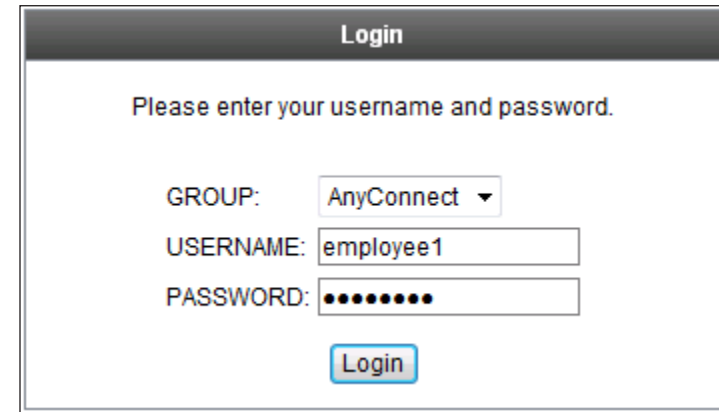 Login
Please enter your username and password.
GROUP: AnyConnect
USERNAME: employee1
PASSWORD: ••••••••
Login